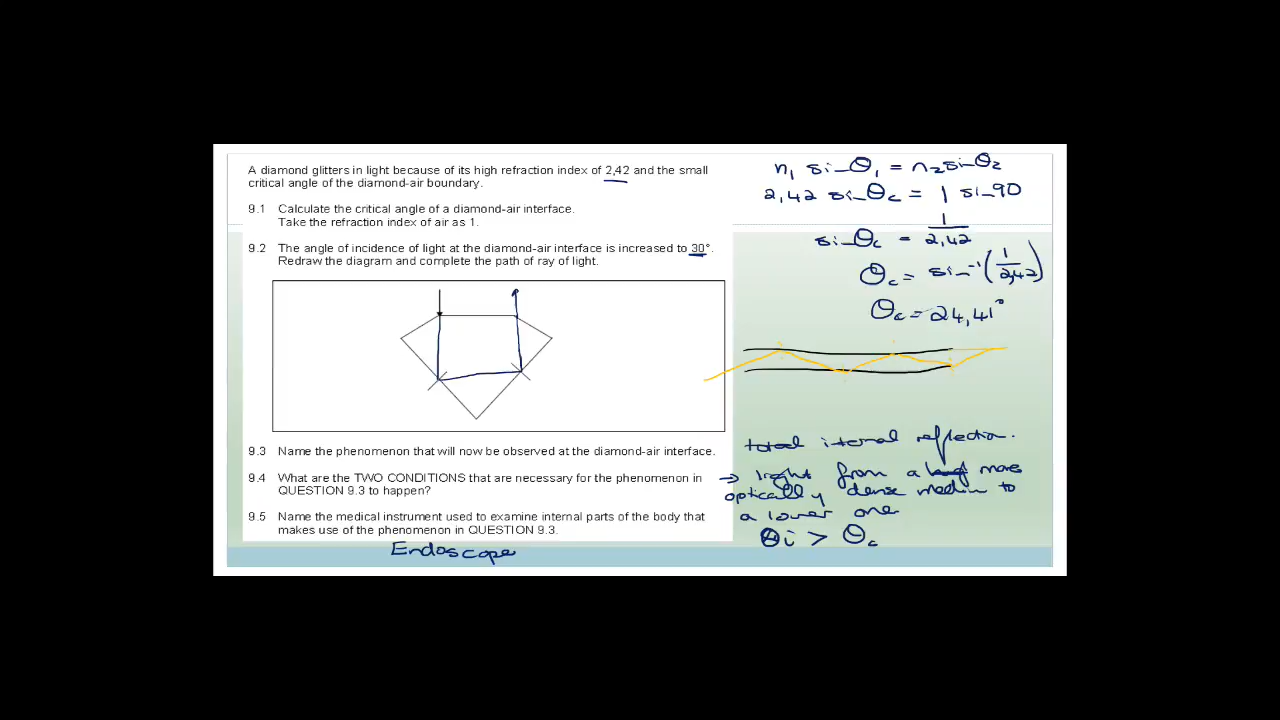 A diamond glitters in light because of its high refraction index of 2,42 and the small
critical angle of the diamond-air boundary.
9.1 Calculate the critical angle of a diamond-air interface.
Take the refraction index of air as 1.
9.2 The angle of incidence of light at the diamond-air interface is increased to 30°.
Redraw the diagram and complete the path of ray of light.
9.3 Name the phenomenon that will now be observed at the diamond-air interface.
9.4 What are the TWO CONDITIONS that are necessary for the phenomenon in
QUESTION 9.3 to happen?
9.5 Name the medical instrument used to examine internal parts of the body that
makes use of the phenomenon in QUESTION 9.3.
Endoscope
n₁ sin θ₁ = n₂ sin θ₂
2,42 sin θc = 1 sin 90
sin θc = 1/2,42
θc = sin⁻¹(1/2,42)
θc = 24,41°
total internal reflection.
→ light from a more
optically dense medium to
a lower one
θi > θc